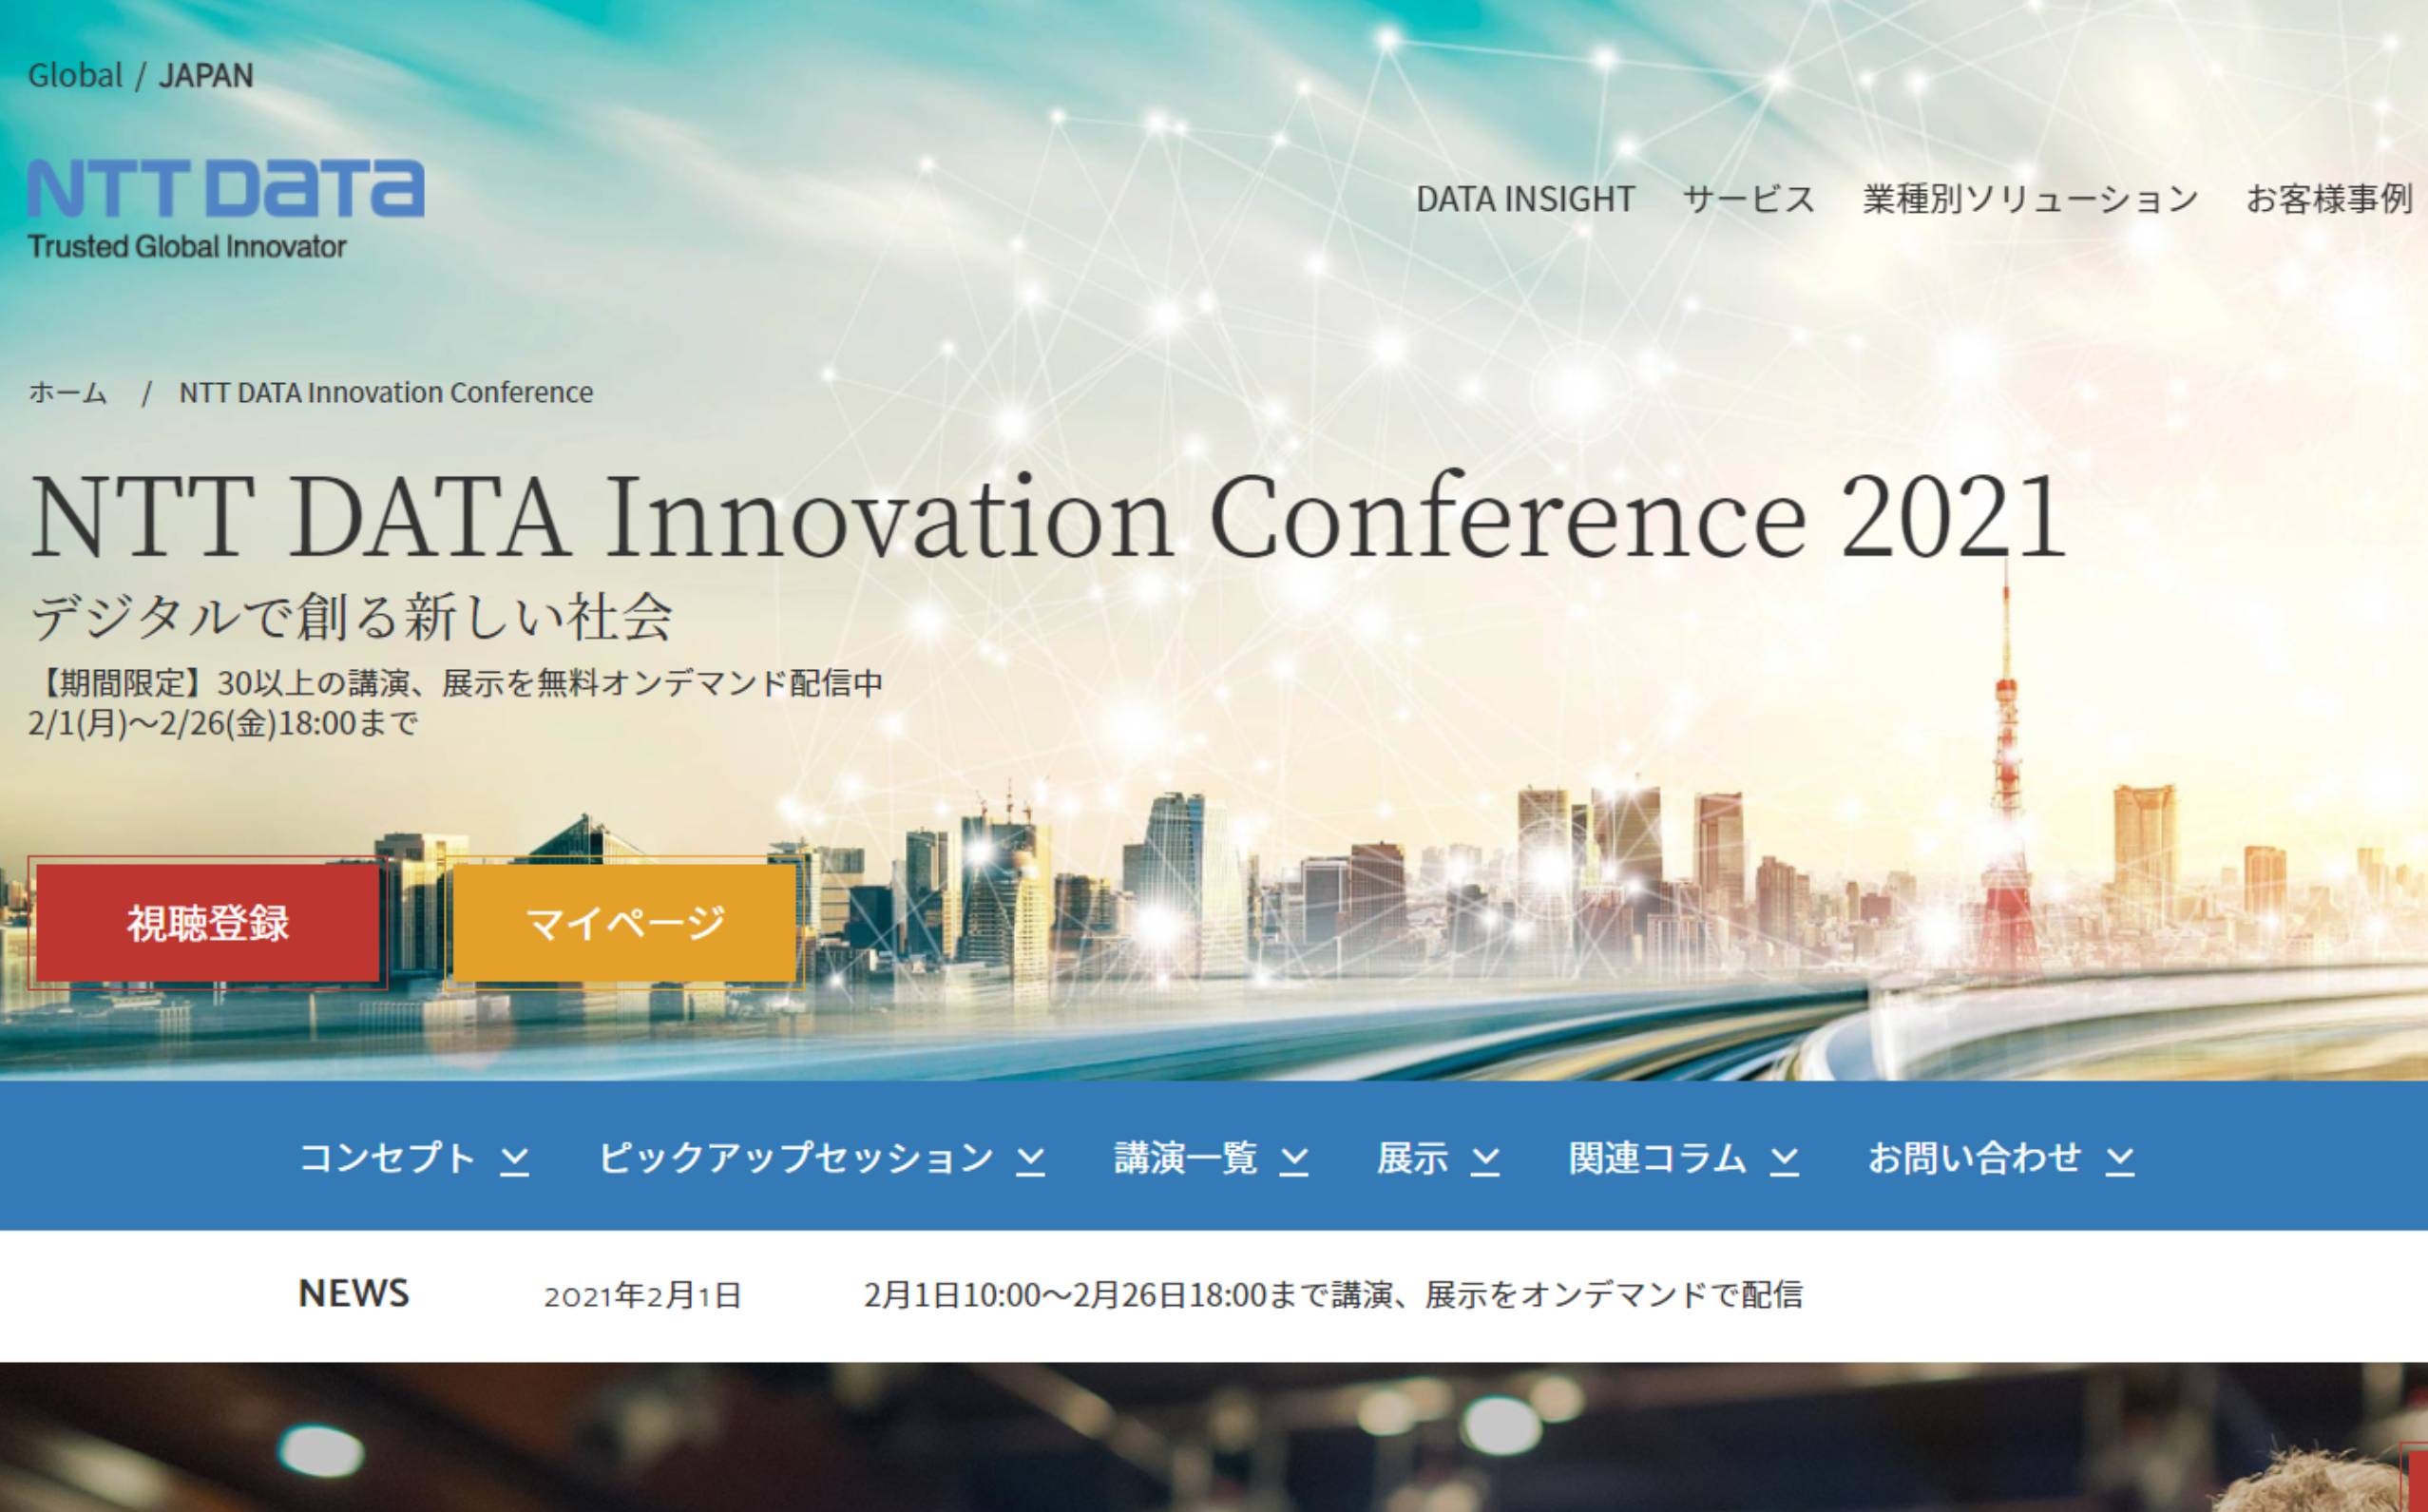 Global / JAPAN
NTT DATA
Trusted Global Innovator
DATA INSIGHT サービス 業種別ソリューション お客様事例
ホーム / NTT DATA Innovation Conference
NTT DATA Innovation Conference 2021
デジタルで創る新しい社会
【期間限定】30以上の講演、展示を無料オンデマンド配信中
2/1(月)～2/26(金)18:00まで
視聴登録 マイページ
コンセプト ピックアップセッション 講演一覧 展示 関連コラム お問い合わせ
NEWS 2021年2月1日 2月1日10:00～2月26日18:00まで講演、展示をオンデマンドで配信